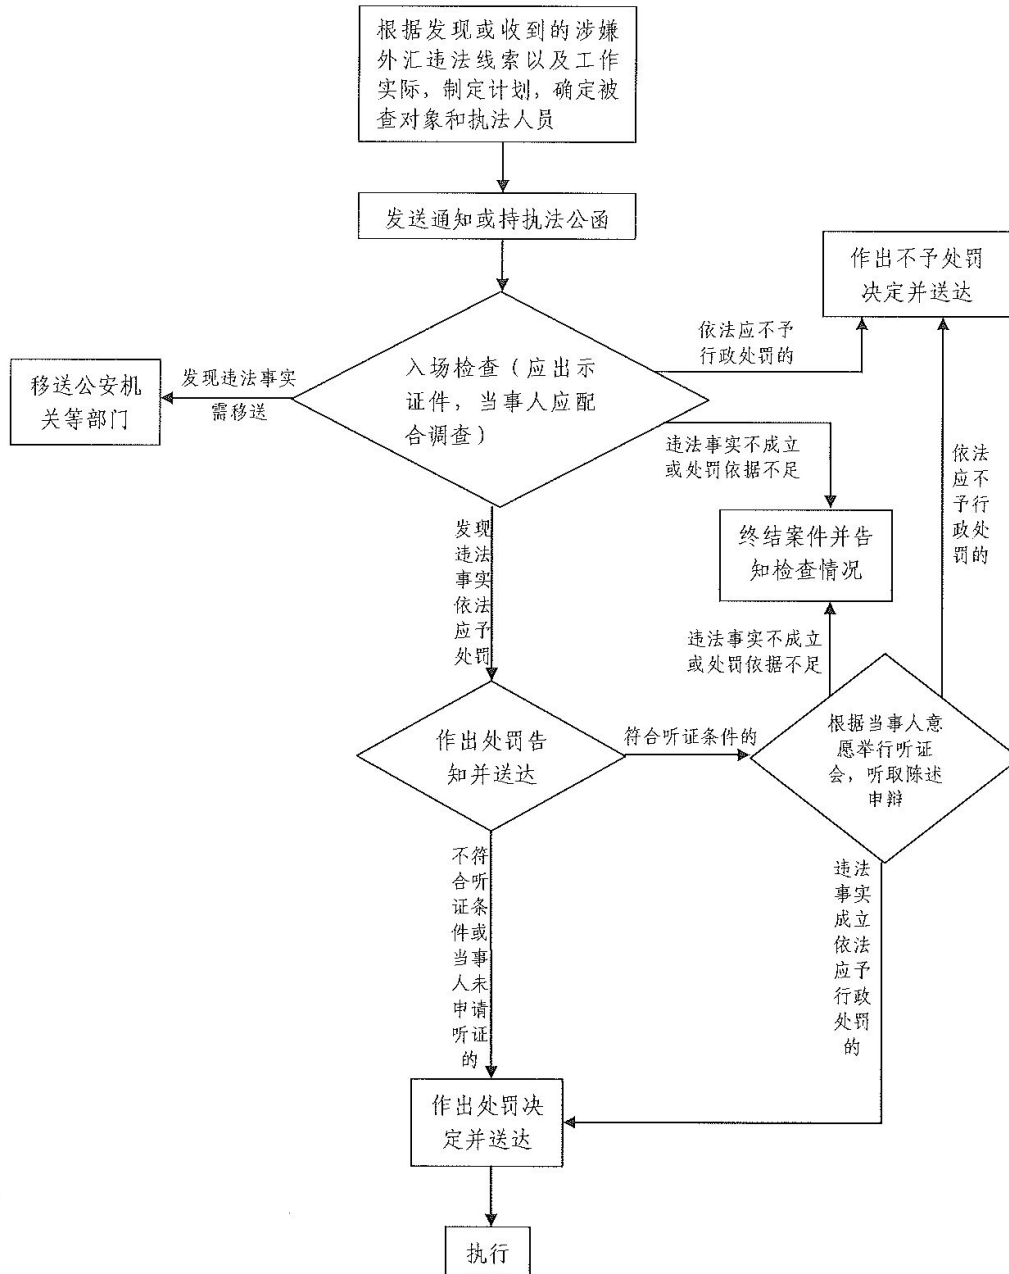 根据发现或收到的涉嫌
外汇违法线索以及工作
实际，制定计划，确定被
查对象和执法人员
发送通知或持执法公函
作出不予处罚
决定并送达
依法应不予
行政处罚的
入场检查（应出示
证件，当事人应配
合调查）
发现违法事实
需移送
移送公安机
关等部门
违法事实不成立
或处罚依据不足
依法
应不
予行
政处
罚的
发现
违法
事实
依法
应予
处罚
终结案件并告
知检查情况
违法事实不成立
或处罚依据不足
作出处罚告
知并送达
符合听证条件的
根据当事人意
愿举行听证
会，听取陈述
申辩
不符
合听
证条
件或
当事
人未
申请
听证
的
违法
事实
成立
依法
应予
行政
处罚
的
作出处罚决
定并送达
执行